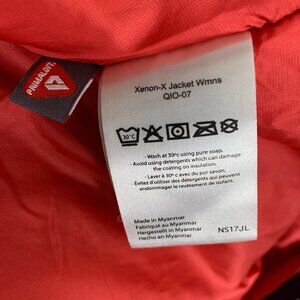 PRIMALOFT
Xenon-X Jacket Wmns
QIO-07
30°C
- Wash at 30°c using pure soap,
- Avoid using detergents which can damage
the coating on insulation.
- Laver à 30°c avec du savon pur.
- Évitez d'utiliser des détergents qui peuvent
endommager le revêtement de isolant.
Made in Myanmar
Fabriqué au Myanmar
Hergestellt in Myanmar
Hecho en Myanmar
NS17JL